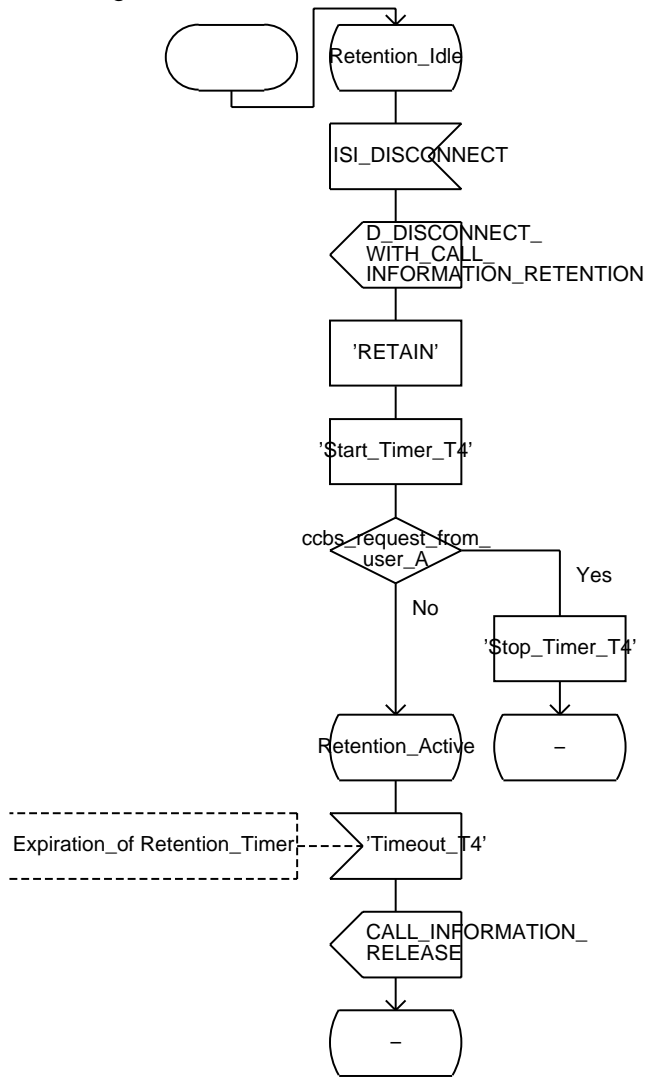 Retention_Idle
ISI_DISCONNECT
D_DISCONNECT_
WITH_CALL_
INFORMATION_RETENTION
'RETAIN'
'Start_Timer_T4'
ccbs_request_from_
user_A
Yes
No
'Stop_Timer_T4'
Retention_Active
–
Expiration_of Retention_Timer
'Timeout_T4'
CALL_INFORMATION_
RELEASE
–